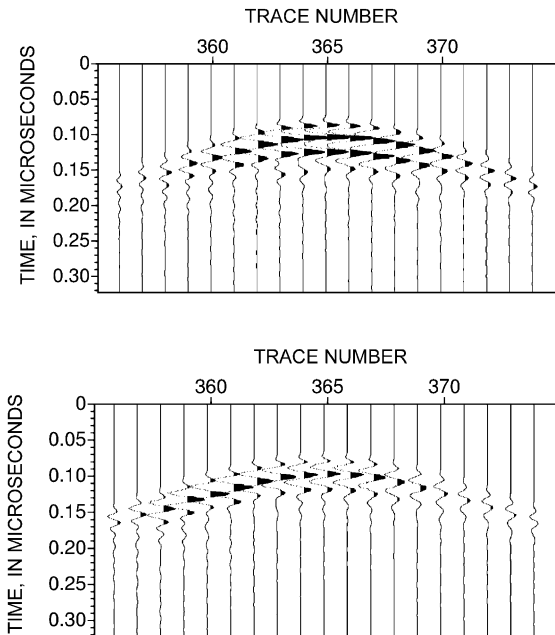 TRACE NUMBER
360 365 370
0
0.05
0.10
0.15
0.20
0.25
0.30
TIME, IN MICROSECONDS
TRACE NUMBER
360 365 370
0
0.05
0.10
0.15
0.20
0.25
0.30
TIME, IN MICROSECONDS